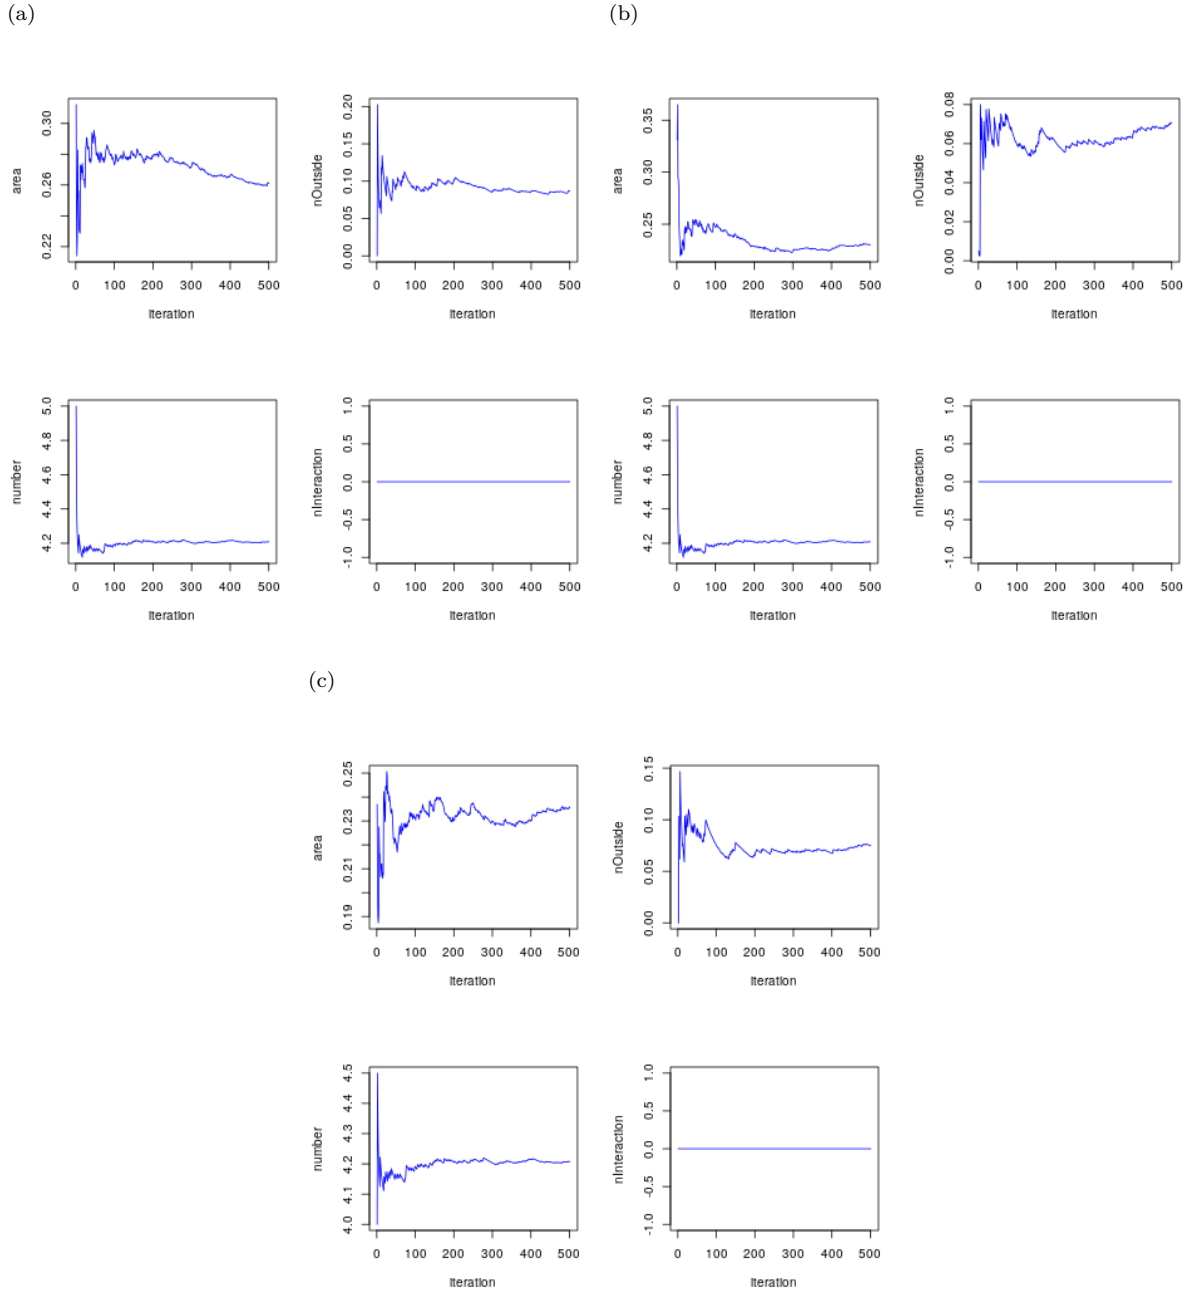 (a)
(b)
area
0.22 0.26 0.30
0 100 200 300 400 500
Iteration
nOutside
0.00 0.05 0.10 0.15 0.20
0 100 200 300 400 500
Iteration
area
0.25 0.30 0.35
0 100 200 300 400 500
Iteration
nOutside
0.00 0.02 0.04 0.06 0.08
0 100 200 300 400 500
Iteration
number
4.2 4.4 4.6 4.8 5.0
0 100 200 300 400 500
Iteration
nInteraction
-1.0 -0.5 0.0 0.5 1.0
0 100 200 300 400 500
Iteration
number
4.2 4.4 4.6 4.8 5.0
0 100 200 300 400 500
Iteration
nInteraction
-1.0 -0.5 0.0 0.5 1.0
0 100 200 300 400 500
Iteration
(c)
area
0.19 0.21 0.23 0.25
0 100 200 300 400 500
Iteration
nOutside
0.00 0.05 0.10 0.15
0 100 200 300 400 500
Iteration
number
4.0 4.1 4.2 4.3 4.4 4.5
0 100 200 300 400 500
Iteration
nInteraction
-1.0 -0.5 0.0 0.5 1.0
0 100 200 300 400 500
Iteration